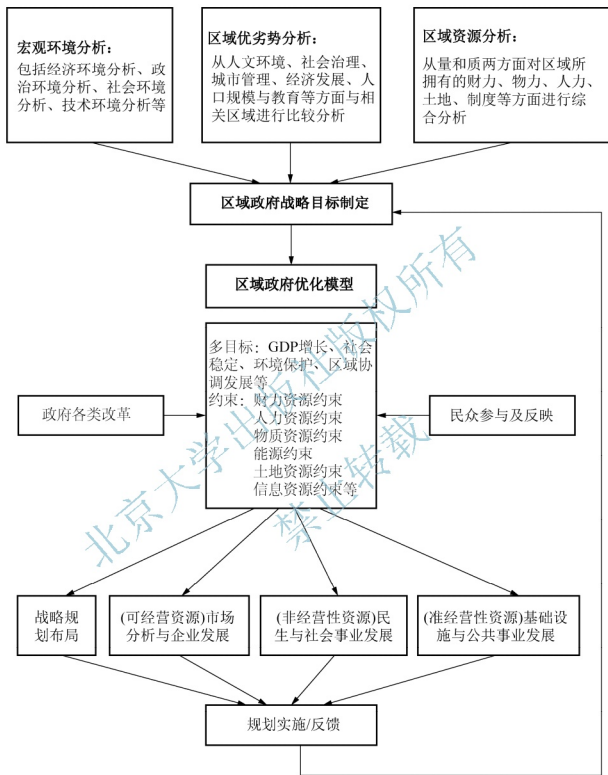 宏观环境分析：
包括经济环境分析、政
治环境分析、社会环境
分析、技术环境分析等
区域优劣势分析：
从人文环境、社会治理、
城市管理、经济发展、人
口规模与教育等方面与相
关区域进行比较分析
区域资源分析：
从量和质两方面对区域所
拥有的财力、物力、人力、
土地、制度等方面进行综
合分析
区域政府战略目标制定
区域政府优化模型
多目标：GDP增长、社会
稳定、环境保护、区域协
调发展等
约束：财力资源约束
人力资源约束
物质资源约束
能源约束
土地资源约束
信息资源约束等
政府各类改革
民众参与及反映
战略规
划布局
(可经营资源)市场
分析与企业发展
(非经营性资源)民
生与社会事业发展
(准经营性资源)基础设
施与公共事业发展
规划实施/反馈
北京大学出版社版权所有
禁止转载